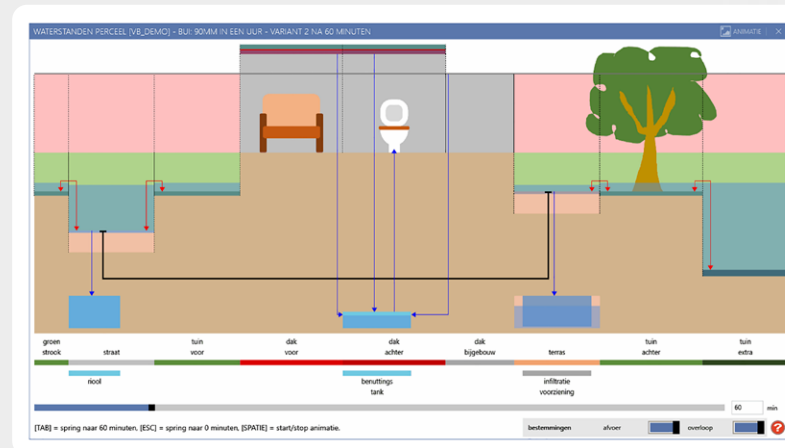 WATERSTANDEN PERCEEL [VB_DEMO] - BUI: 90MM IN EEN UUR - VARIANT 2 NA 60 MINUTEN
ANIMATIE
groen strook
straat
tuin voor
dak voor
dak achter
dak bijgebouw
terras
tuin achter
tuin extra
riool
benuttings tank
infiltratie voorziening
60 min
[TAB] = spring naar 60 minuten, [ESC] = spring naar 0 minuten, [SPATIE] = start/stop animatie.
bestemmingen afvoer overloop ?